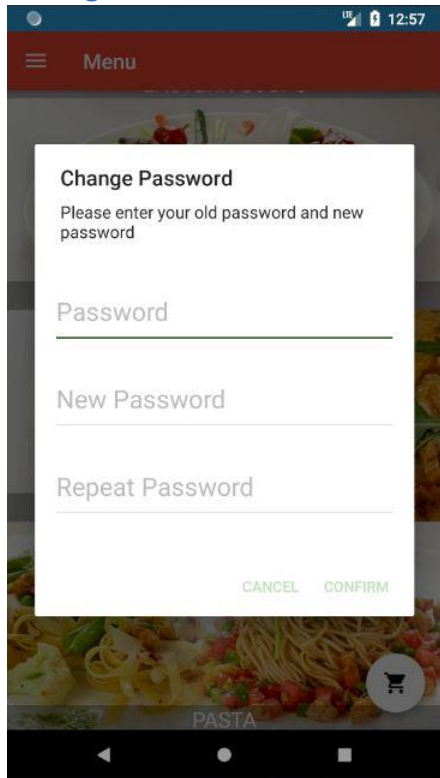 LTE 12:57
Menu
Change Password
Please enter your old password and new
password
Password
New Password
Repeat Password
CANCEL CONFIRM
PASTA